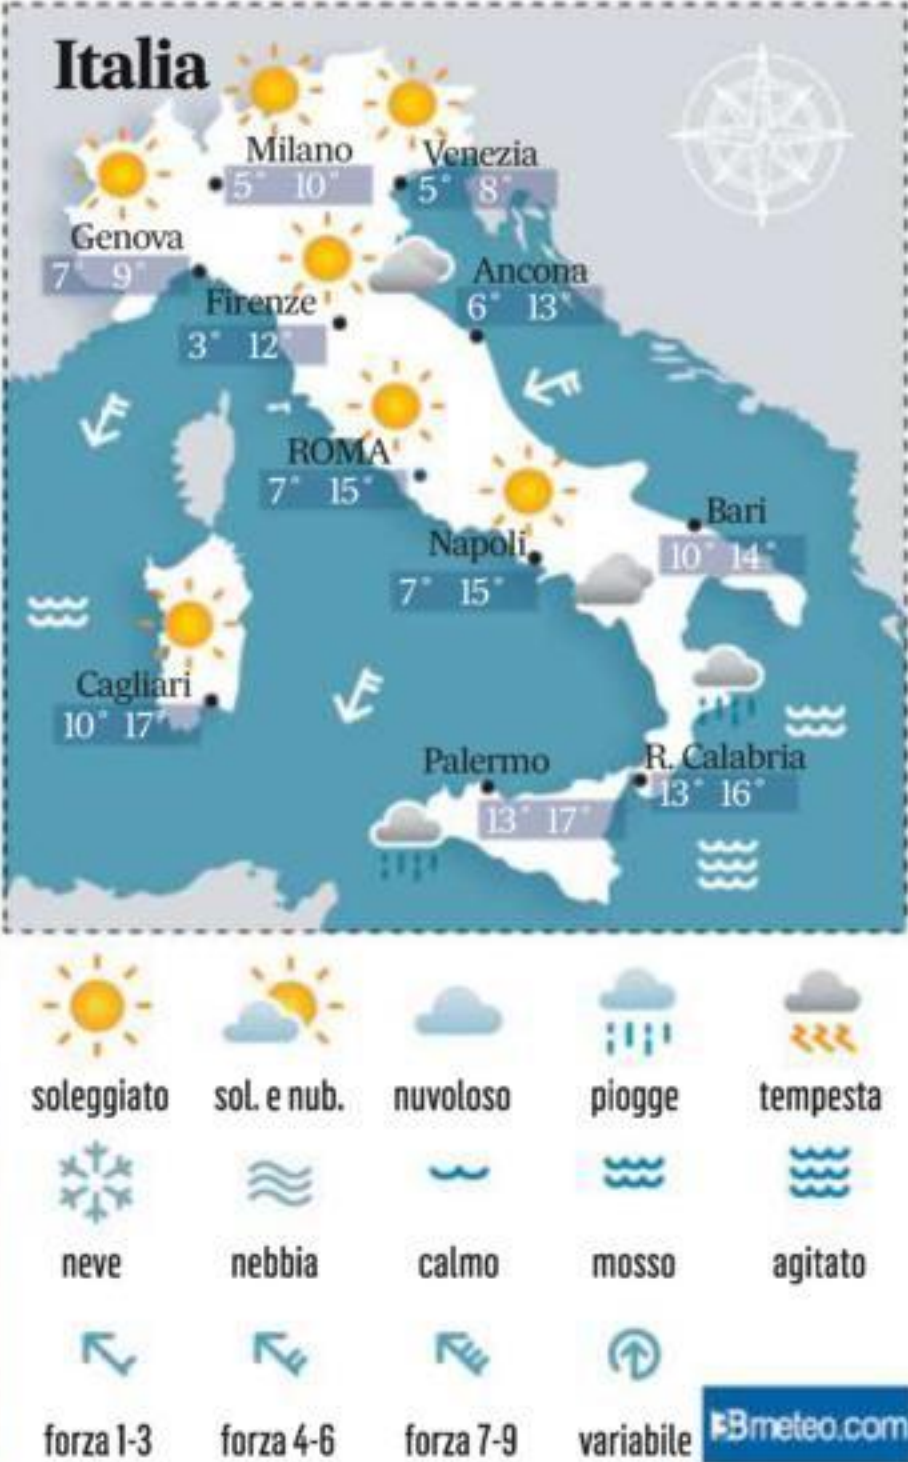 Italia
Milano
5° 10°
Venezia
5° 8°
Genova
7° 9°
Ancona
6° 13°
Firenze
3° 12°
ROMA
7° 15°
Bari
10° 14°
Napoli
7° 15°
Cagliari
10° 17°
Palermo
13° 17°
R. Calabria
13° 16°
soleggiato sol. e nub. nuvoloso piogge tempesta
neve nebbia calmo mosso agitato
forza 1-3 forza 4-6 forza 7-9 variabile
3Bmeteo.com